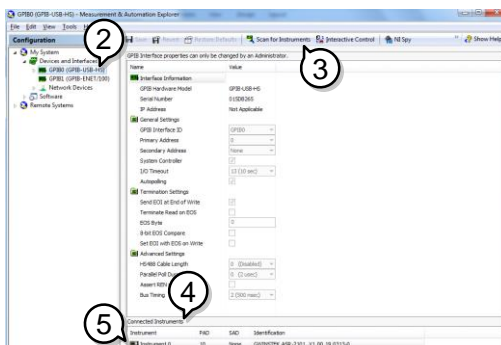 GPIB0 (GPIB-USB-HS) - Measurement & Automation Explorer
File Edit View Tools
Configuration
2
Save Restore Defaults Scan for Instruments Interactive Control NI Spy Show Help
My System
Devices and Interfaces
GPIB0 (GPIB-USB-HS)
GPIB1 (GPIB-ENET/100)
Network Devices
Software
Remote Systems
GPIB Interface properties can only be changed by an Administrator.
3
Name Value
Interface Information
GPIB Hardware Model GPIB-USB-HS
Serial Number
IP Address Not Applicable
General Settings
GPIB Interface ID GPIB0
Primary Address 0
Secondary Address None
System Controller
I/O Timeout 13 (10 sec)
Autopolling
Termination Settings
Send EOI at End of Write
Terminate Read on EOS
EOS Byte 0
8-bit EOS Compare
Set EOI with EOS on Write
Advanced Settings
HS488 Cable Length 0 (Disabled)
Parallel Poll 0 (2 usec)
Assert REN
Bus Timing 2 (500 nsec)
4
Connected Instruments
5
Instrument PAD SAD Identification
Instrument 0 10 None